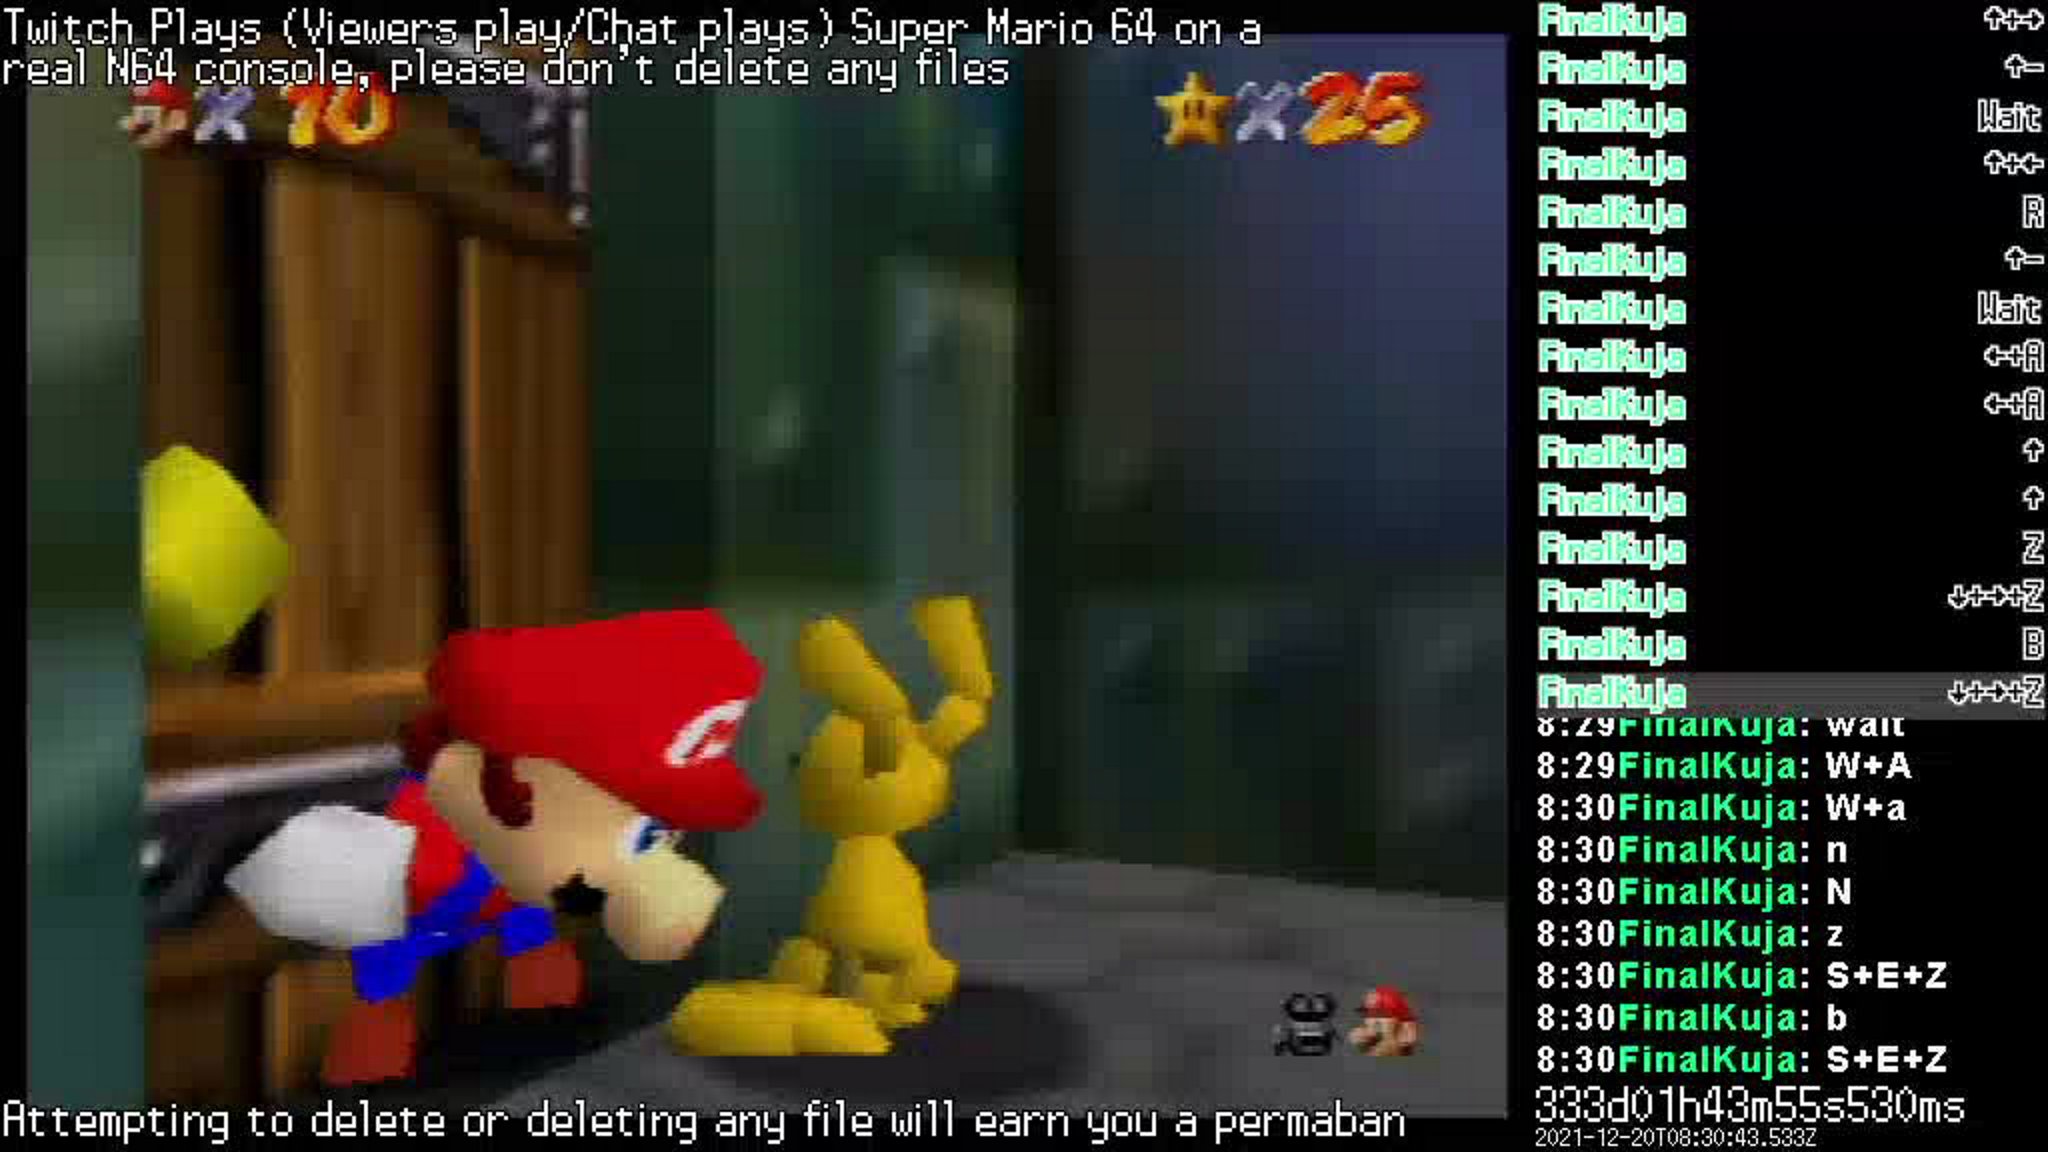 Twitch Plays (Viewers play/Chat plays) Super Mario 64 on a
real N64 console, please don't delete any files
x 10
x 25
FinalKuja ↑+→
FinalKuja ↑-
FinalKuja Wait
FinalKuja ↑+←
FinalKuja R
FinalKuja ↑-
FinalKuja Wait
FinalKuja ←+A
FinalKuja ←+A
FinalKuja ↑
FinalKuja ↑
FinalKuja Z
FinalKuja ↓+→+Z
FinalKuja B
FinalKuja ↓+→+Z
8:29FinalKuja: wait
8:29FinalKuja: W+A
8:30FinalKuja: W+a
8:30FinalKuja: n
8:30FinalKuja: N
8:30FinalKuja: z
8:30FinalKuja: S+E+Z
8:30FinalKuja: b
8:30FinalKuja: S+E+Z
333d01h43m55s530ms
2021-12-20T08:30:43.533Z
Attempting to delete or deleting any file will earn you a permaban